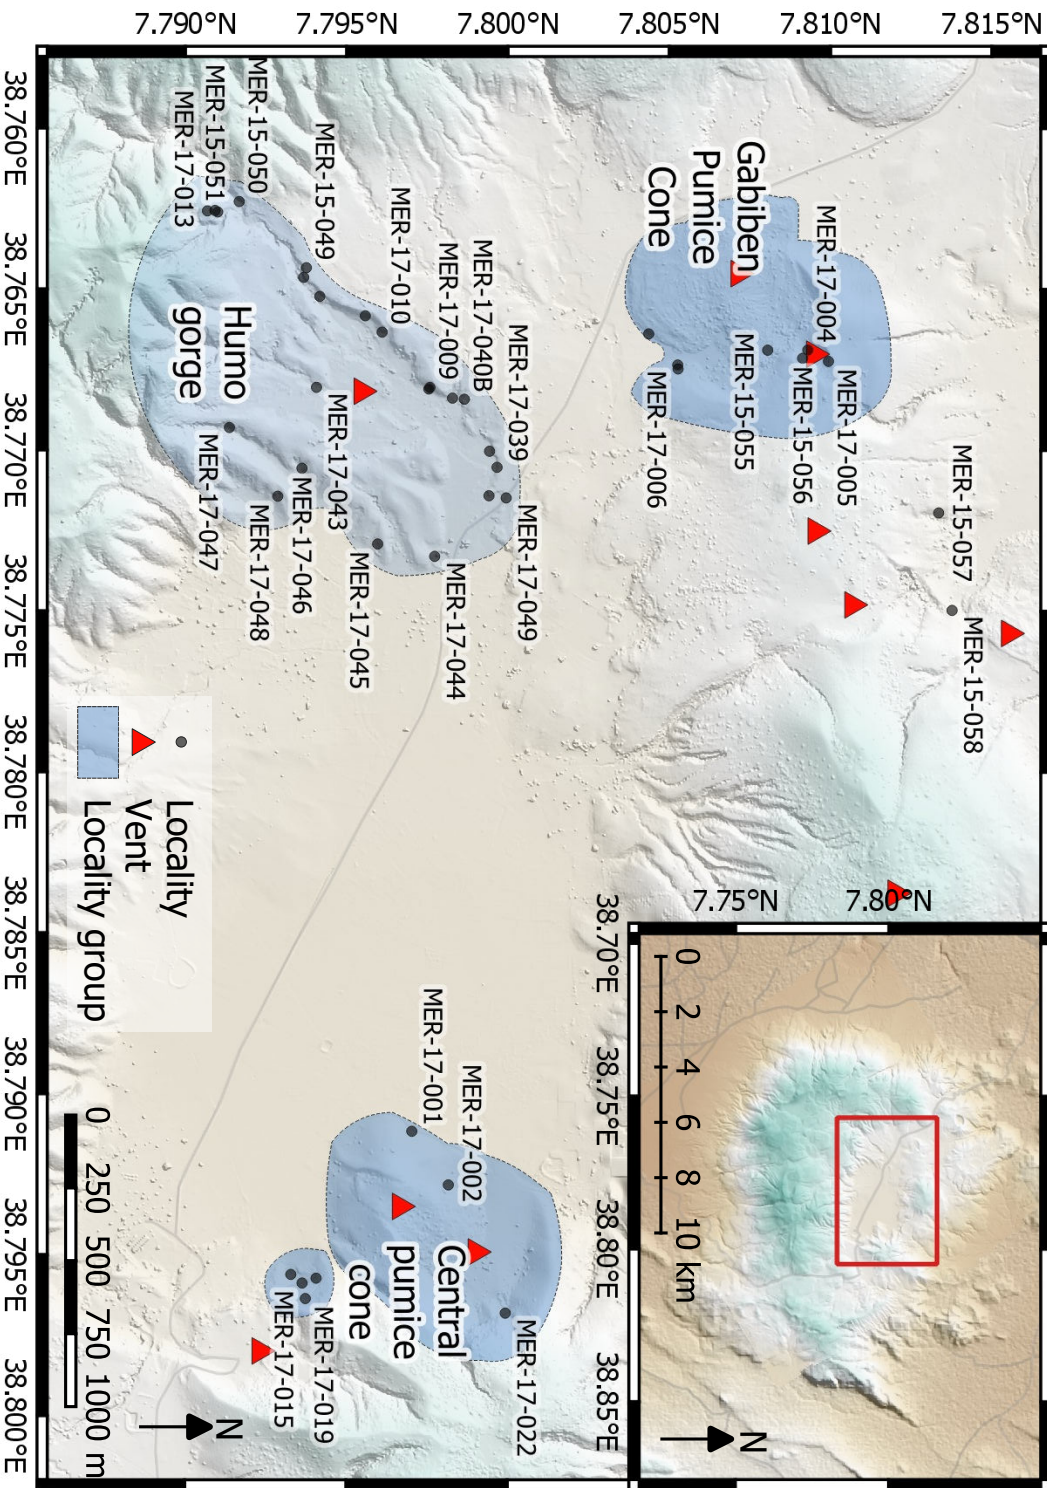 7.790°N
7.795°N
7.800°N
7.805°N
7.810°N
7.815°N
38.760°E
38.765°E
38.770°E
38.775°E
38.780°E
38.785°E
38.790°E
38.795°E
38.800°E
MER-15-057
MER-15-058
MER-17-004
MER-17-005
MER-15-056
MER-15-055
MER-17-006
Gabiben
Pumice
Cone
MER-17-039
MER-17-049
MER-17-040B
MER-17-009
MER-17-044
MER-17-010
MER-17-045
MER-15-049
MER-17-043
MER-17-046
MER-15-050
MER-17-048
MER-15-051
MER-17-047
MER-17-013
Humo
gorge
MER-17-022
MER-17-002
MER-17-001
Central
pumice
cone
MER-17-019
MER-17-015
Locality
Vent
Locality group
0 250 500 750 1000 m
N
7.75°N
7.80°N
38.70°E
38.75°E
38.80°E
38.85°E
0 2 4 6 8 10 km
N